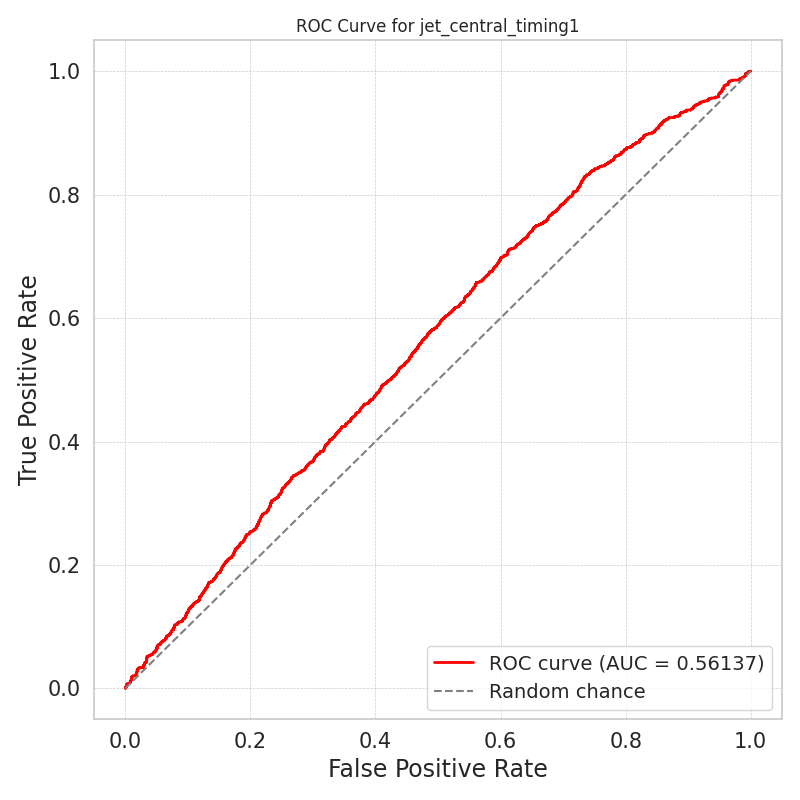 ROC Curve for jet_central_timing1
True Positive Rate
1.0
0.8
0.6
0.4
0.2
0.0
ROC curve (AUC = 0.56137)
Random chance
0.0 0.2 0.4 0.6 0.8 1.0
False Positive Rate